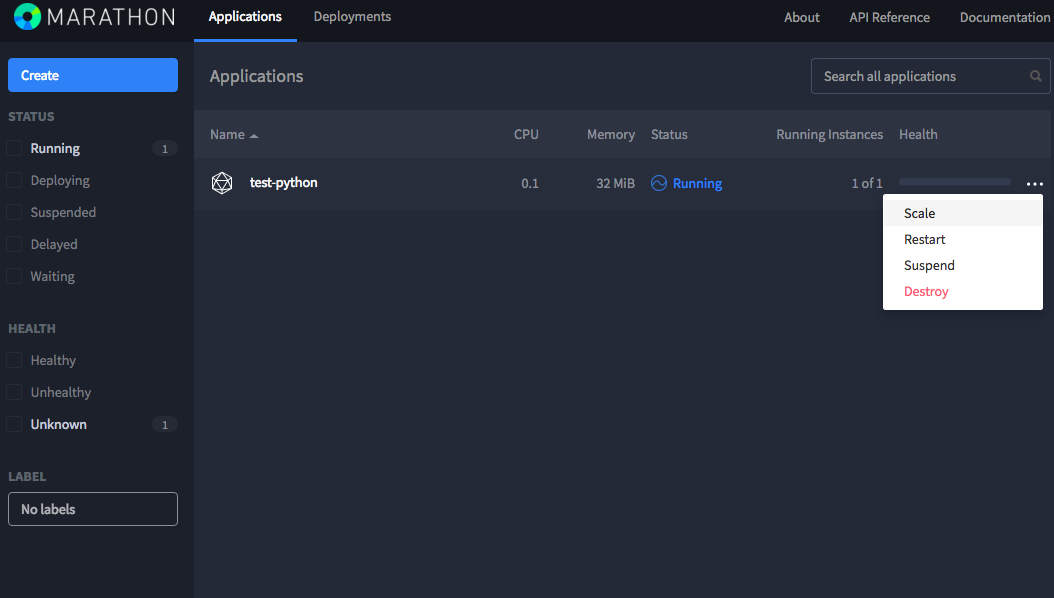 MARATHON
Applications Deployments About API Reference Documentation
Create
Applications
Search all applications
STATUS
Running 1
Deploying
Suspended
Delayed
Waiting
HEALTH
Healthy
Unhealthy
Unknown 1
LABEL
No labels
Name CPU Memory Status Running Instances Health
test-python 0.1 32 MiB Running 1 of 1
Scale
Restart
Suspend
Destroy